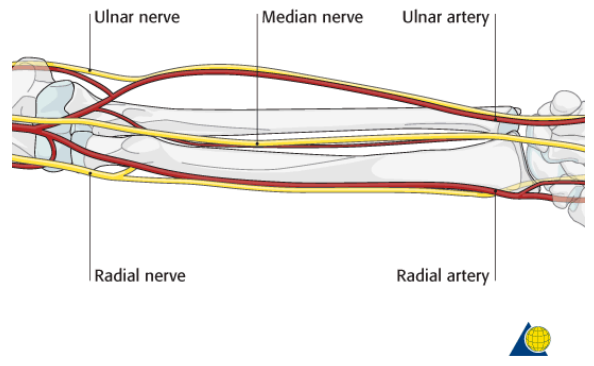 Ulnar nerve
Median nerve
Ulnar artery
Radial nerve
Radial artery